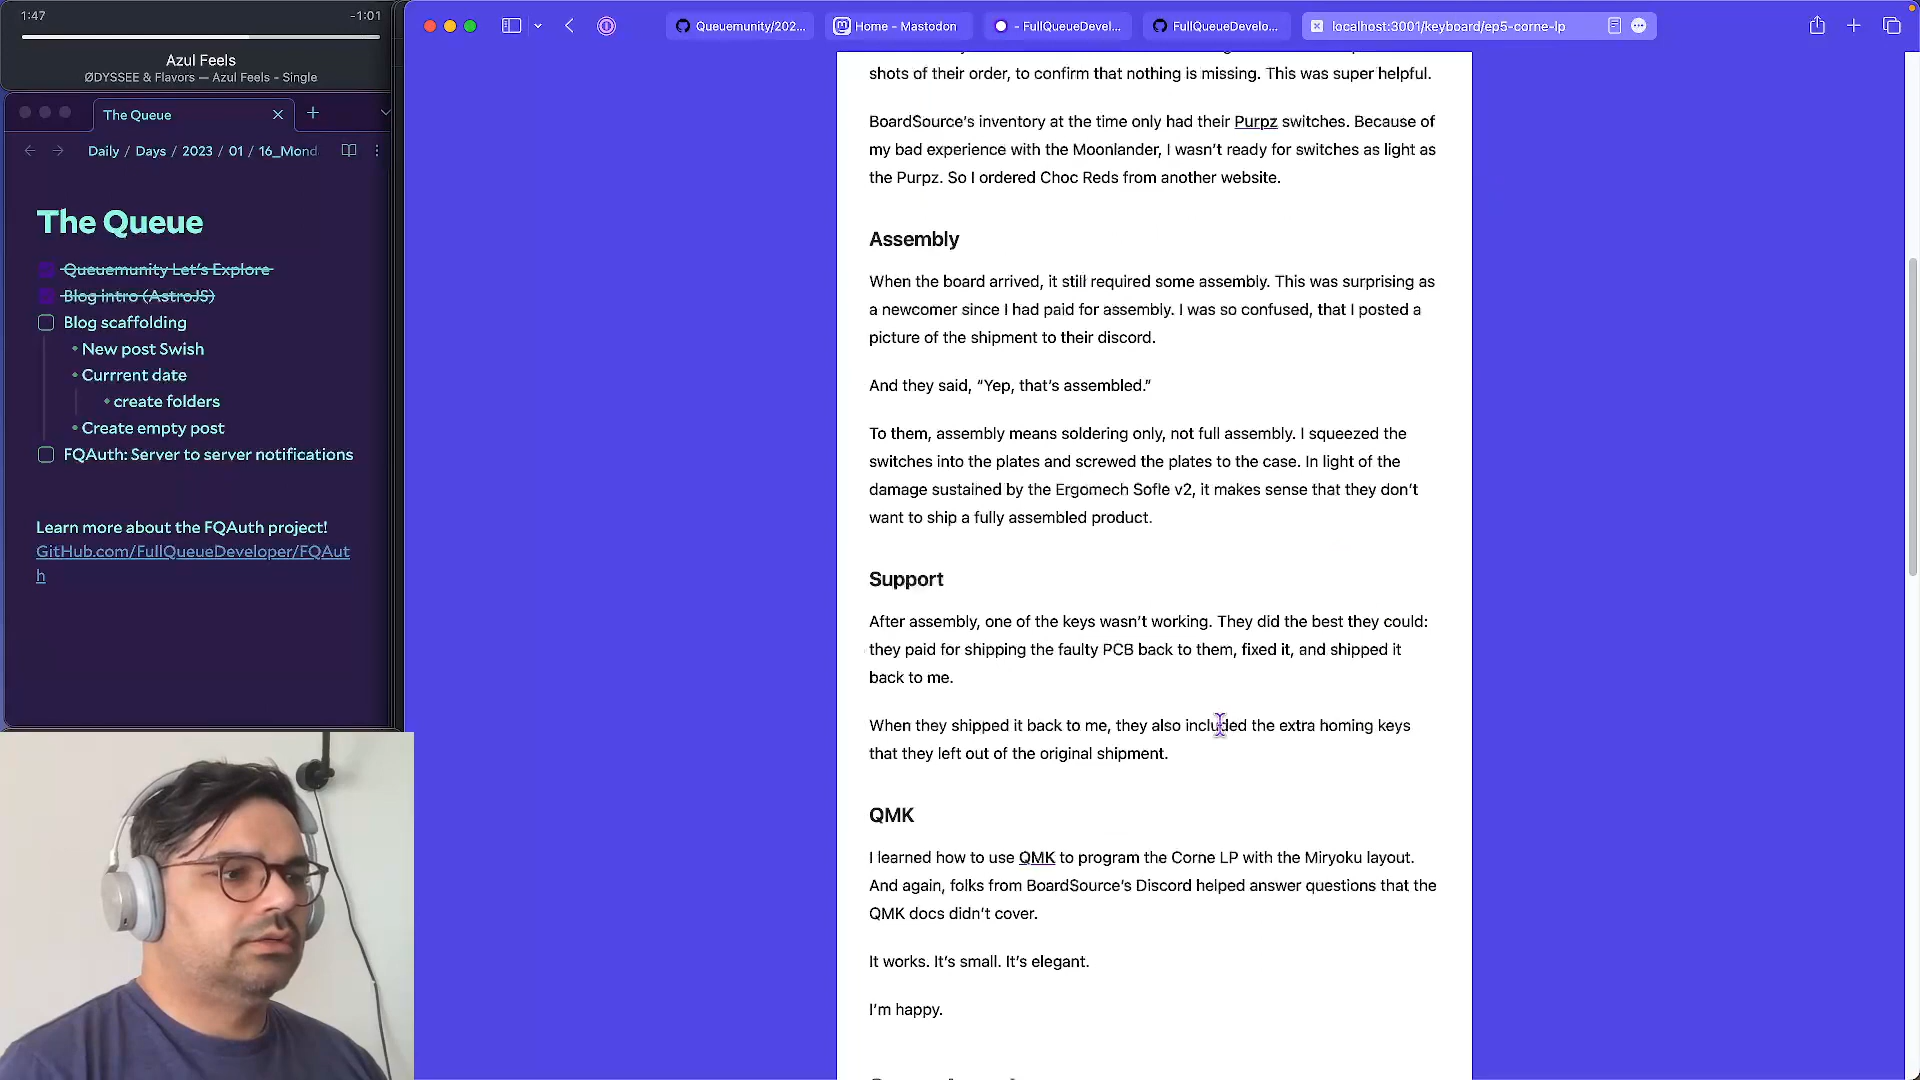 1:47
-1:01
Azul Feels
ØDYSSEE & Flavors — Azul Feels - Single
The Queue
Daily / Days / 2023 / 01 / 16_Mond
The Queue
Queuemunity Let's Explore
Blog intro (AstroJS)
Blog scaffolding
New post Swish
Currrent date
create folders
Create empty post
FQAuth: Server to server notifications
Learn more about the FQAuth project!
GitHub.com/FullQueueDeveloper/FQAut
h
Queuemunity/202...
Home – Mastodon
- FullQueueDevel...
FullQueueDevelo...
localhost:3001/keyboard/ep5-corne-lp
shots of their order, to confirm that nothing is missing. This was super helpful.
BoardSource’s inventory at the time only had their Purpz switches. Because of
my bad experience with the Moonlander, I wasn’t ready for switches as light as
the Purpz. So I ordered Choc Reds from another website.
Assembly
When the board arrived, it still required some assembly. This was surprising as
a newcomer since I had paid for assembly. I was so confused, that I posted a
picture of the shipment to their discord.
And they said, “Yep, that’s assembled.”
To them, assembly means soldering only, not full assembly. I squeezed the
switches into the plates and screwed the plates to the case. In light of the
damage sustained by the Ergomech Sofle v2, it makes sense that they don’t
want to ship a fully assembled product.
Support
After assembly, one of the keys wasn’t working. They did the best they could:
they paid for shipping the faulty PCB back to them, fixed it, and shipped it
back to me.
When they shipped it back to me, they also included the extra homing keys
that they left out of the original shipment.
QMK
I learned how to use QMK to program the Corne LP with the Miryoku layout.
And again, folks from BoardSource’s Discord helped answer questions that the
QMK docs didn’t cover.
It works. It’s small. It’s elegant.
I’m happy.